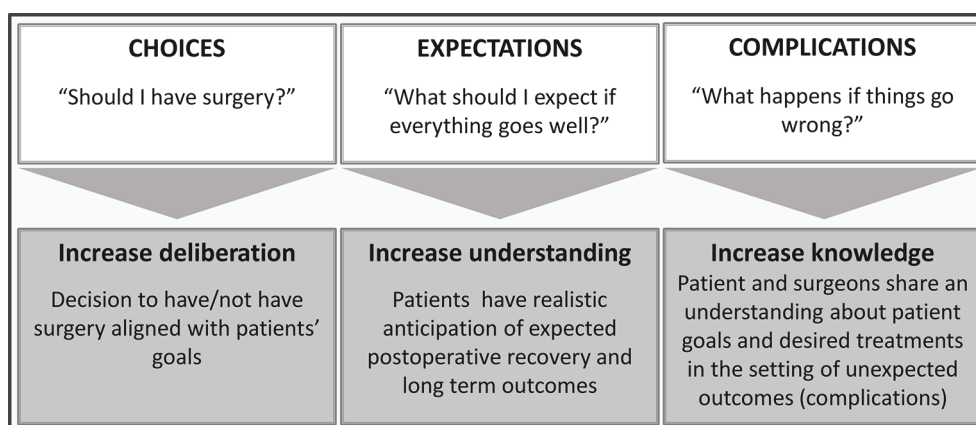 CHOICES
“Should I have surgery?”
EXPECTATIONS
“What should I expect if
everything goes well?”
COMPLICATIONS
“What happens if things go
wrong?”
Increase deliberation
Decision to have/not have
surgery aligned with patients’
goals
Increase understanding
Patients  have realistic
anticipation of expected
postoperative recovery and
long term outcomes
Increase knowledge
Patient and surgeons share an
understanding about patient
goals and desired treatments
in the setting of unexpected
outcomes (complications)